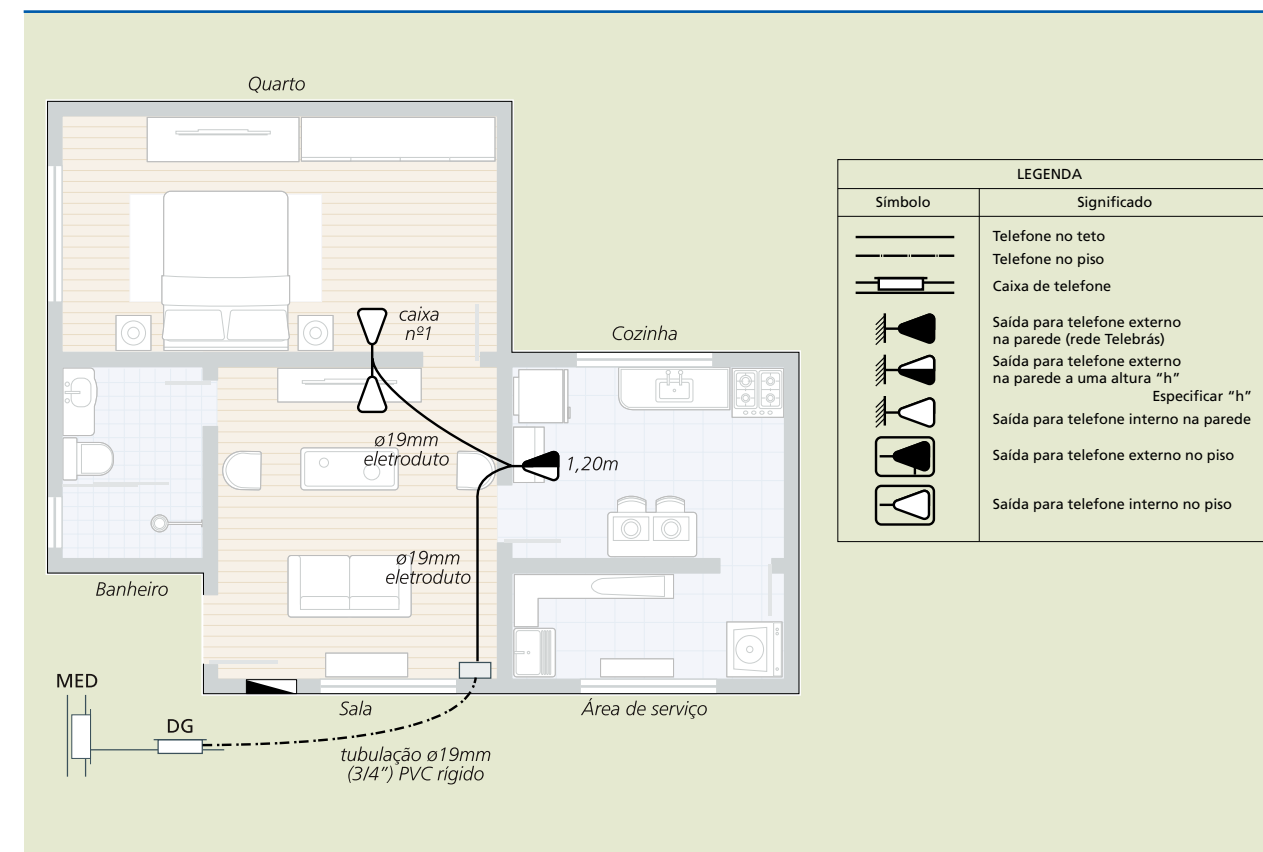 Quarto
caixa
nº1
Cozinha
ø19mm
eletroduto
1,20m
ø19mm
eletroduto
Banheiro
MED
DG
Sala
Área de serviço
tubulação ø19mm
(3/4”) PVC rígido
LEGENDA
Símbolo
Significado
Telefone no teto
Telefone no piso
Caixa de telefone
Saída para telefone externo
na parede (rede Telebrás)
Saída para telefone externo
na parede a uma altura “h”
Especificar “h”
Saída para telefone interno na parede
Saída para telefone externo no piso
Saída para telefone interno no piso